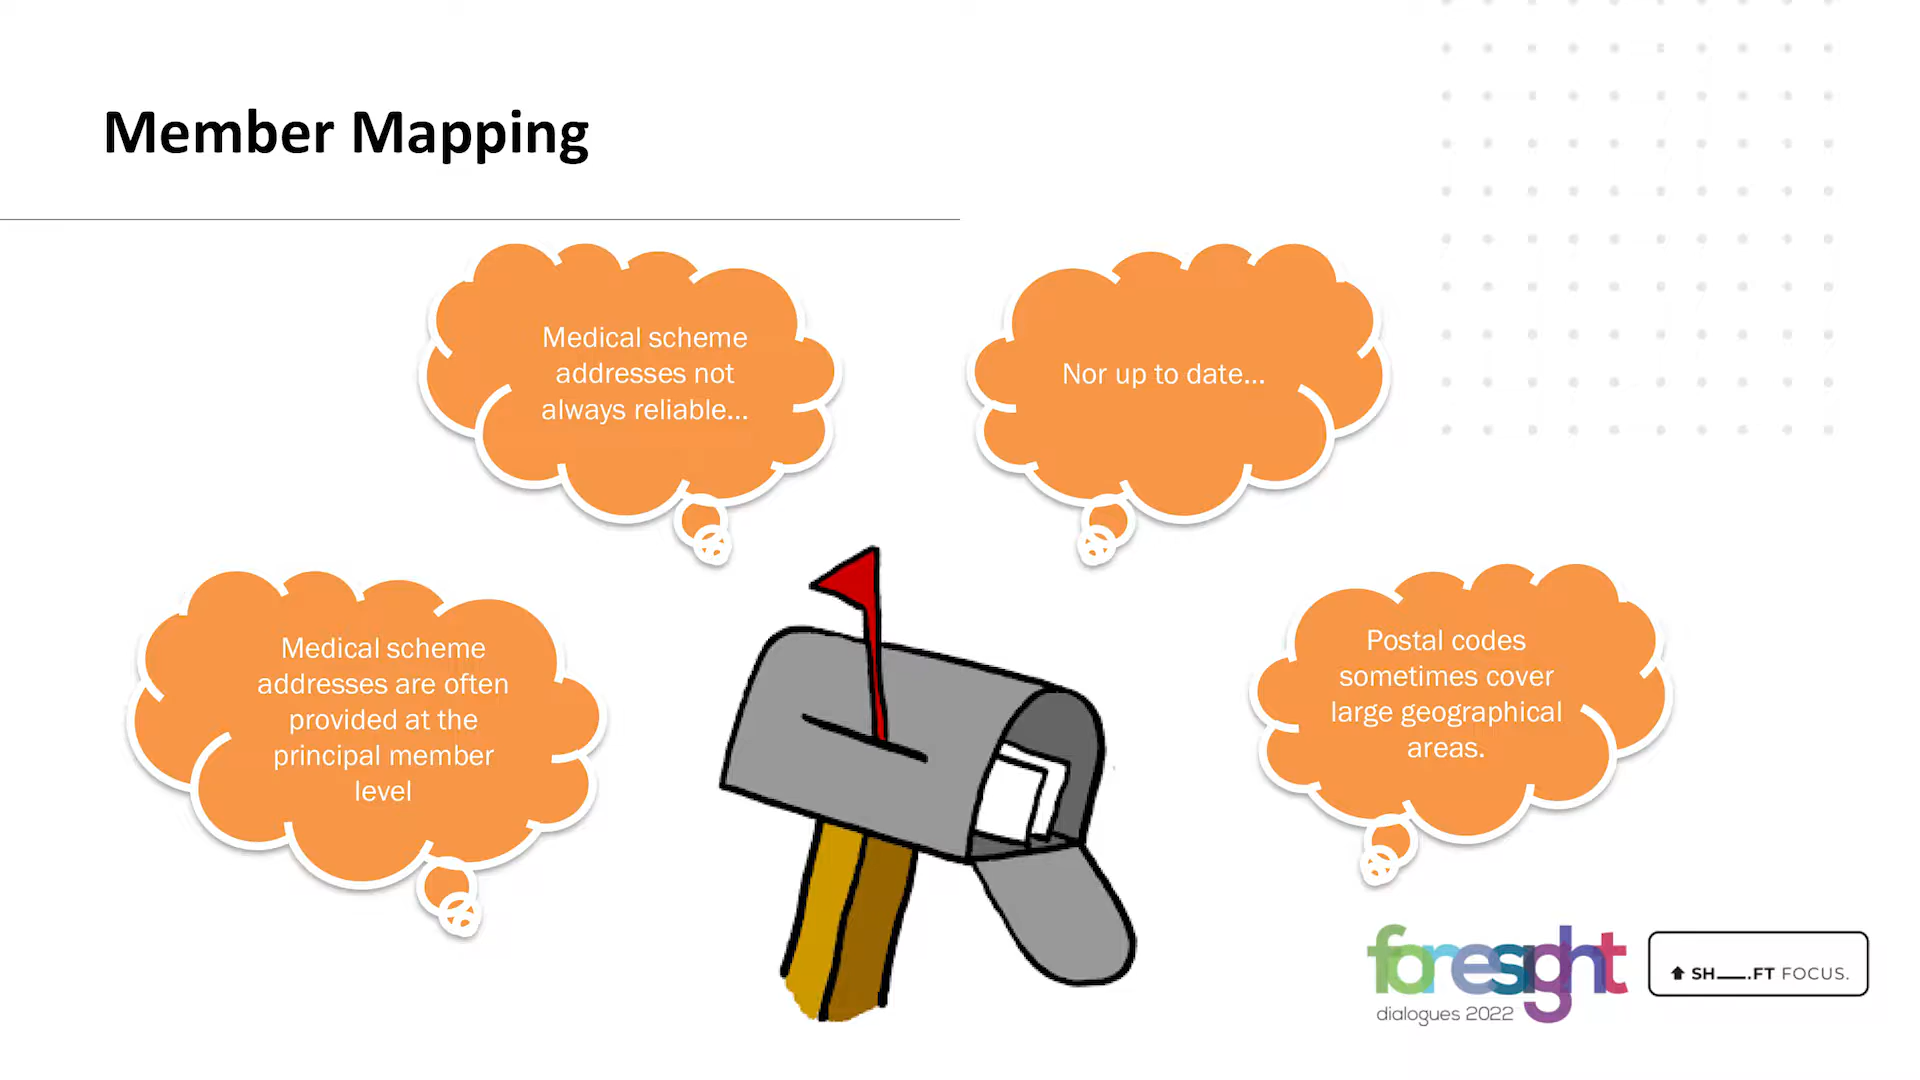 Member Mapping
Medical scheme
addresses not
always reliable...
Nor up to date...
Medical scheme
addresses are often
provided at the
principal member
level
Postal codes
sometimes cover
large geographical
areas.
foresight
dialogues 2022
SH__.FT FOCUS.